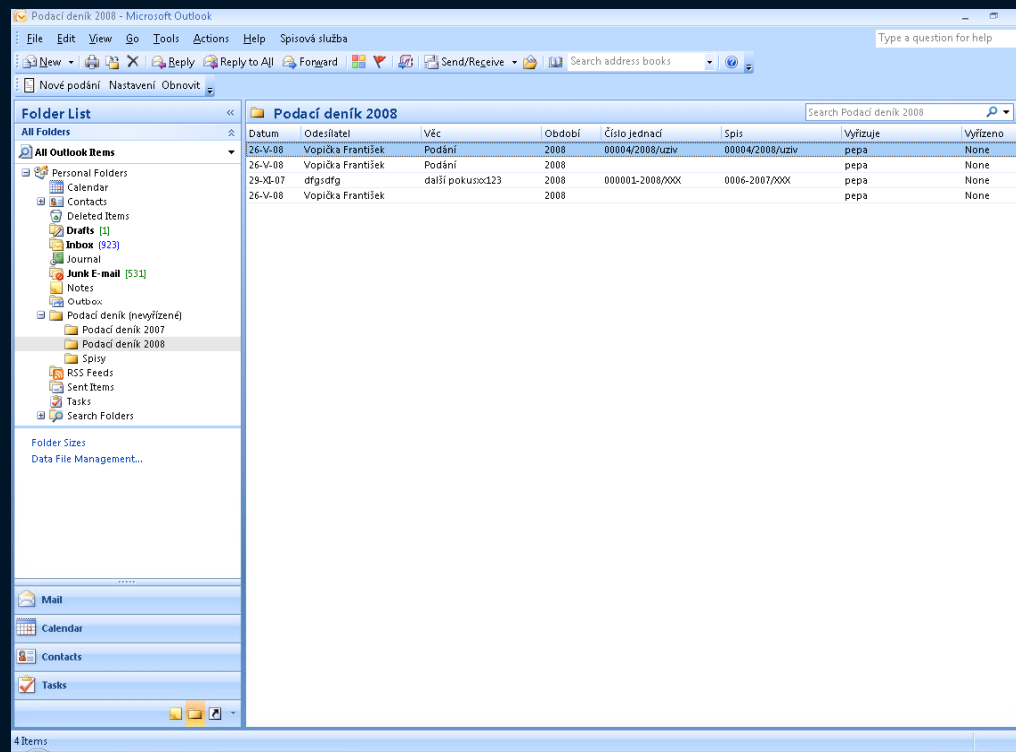 Podací deník 2008 - Microsoft Outlook
File Edit View Go Tools Actions Help Spisová služba
Type a question for help
New Reply Reply to All Forward Send/Receive Search address books
Nové podání Nastavení Obnovit
Folder List «
All Folders
All Outlook Items
Personal Folders
Calendar
Contacts
Deleted Items
Drafts [1]
Inbox (923)
Journal
Junk E-mail [531]
Notes
Outbox
Podací deník (nevyřízené)
Podací deník 2007
Podací deník 2008
Spisy
RSS Feeds
Sent Items
Tasks
Search Folders
Folder Sizes
Data File Management...
Mail
Calendar
Contacts
Tasks
Podací deník 2008
Search Podací deník 2008
Datum Odesílatel Věc Období Číslo jednací Spis Vyřizuje Vyřízeno
26-V-08 Vopička František Podání 2008 00004/2008/uziv 00004/2008/uziv pepa None
26-V-08 Vopička František Podání 2008 pepa None
29-XI-07 dfgsdfg další pokusxx123 2008 000001-2008/XXX 0006-2007/XXX pepa None
26-V-08 Vopička František 2008 pepa None
4 Items